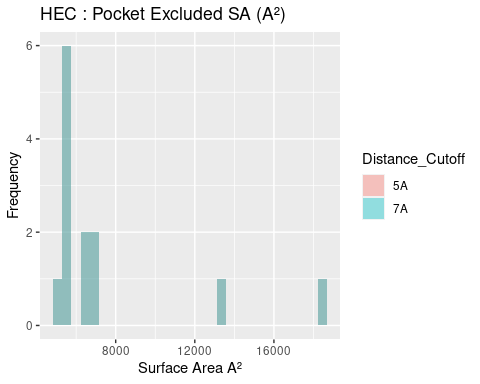 HEC : Pocket Excluded SA (A²)
6
4
2
0
Frequency
8000 12000 16000
Surface Area A²
Distance_Cutoff
5A
7A